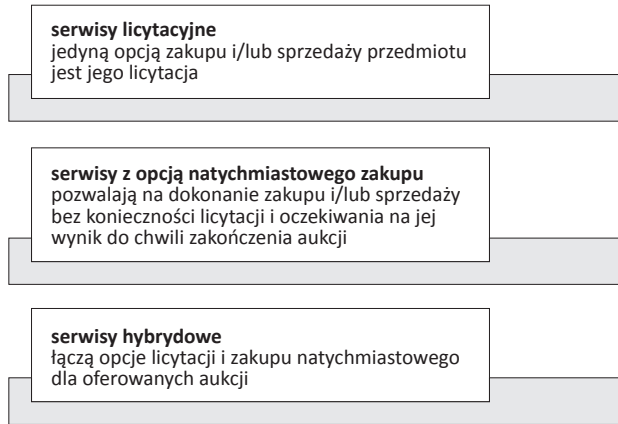 serwisy licytacyjne
jedyną opcją zakupu i/lub sprzedaży przedmiotu
jest jego licytacja
serwisy z opcją natychmiastowego zakupu
pozwalają na dokonanie zakupu i/lub sprzedaży
bez konieczności licytacji i oczekiwania na jej
wynik do chwili zakończenia aukcji
serwisy hybrydowe
łączą opcje licytacji i zakupu natychmiastowego
dla oferowanych aukcji